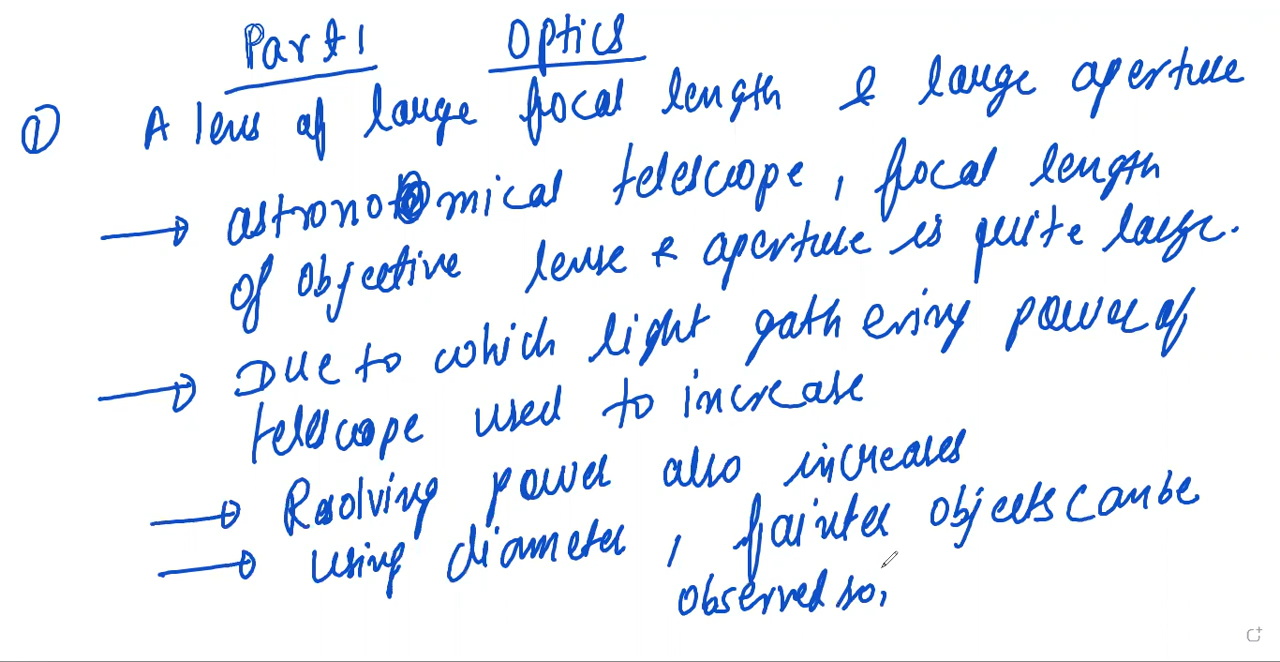 Part 1 Optics
① A lens of large focal length & large aperture
→ astronomical telescope, focal length
of objective lense & aperture is quite large.
→ Due to which light gathering power of
telescope used to increase
→ Resolving power also increases
→ Using diameter, fainter objects can be
observed so,